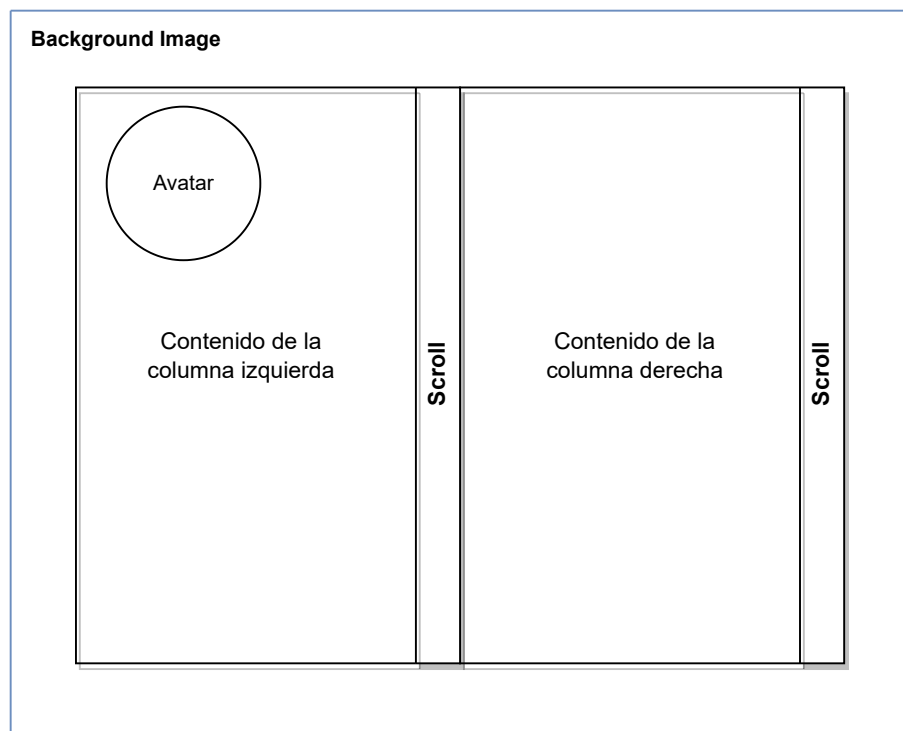 Background Image
Avatar
Contenido de la
columna izquierda
Scroll
Contenido de la
columna derecha
Scroll